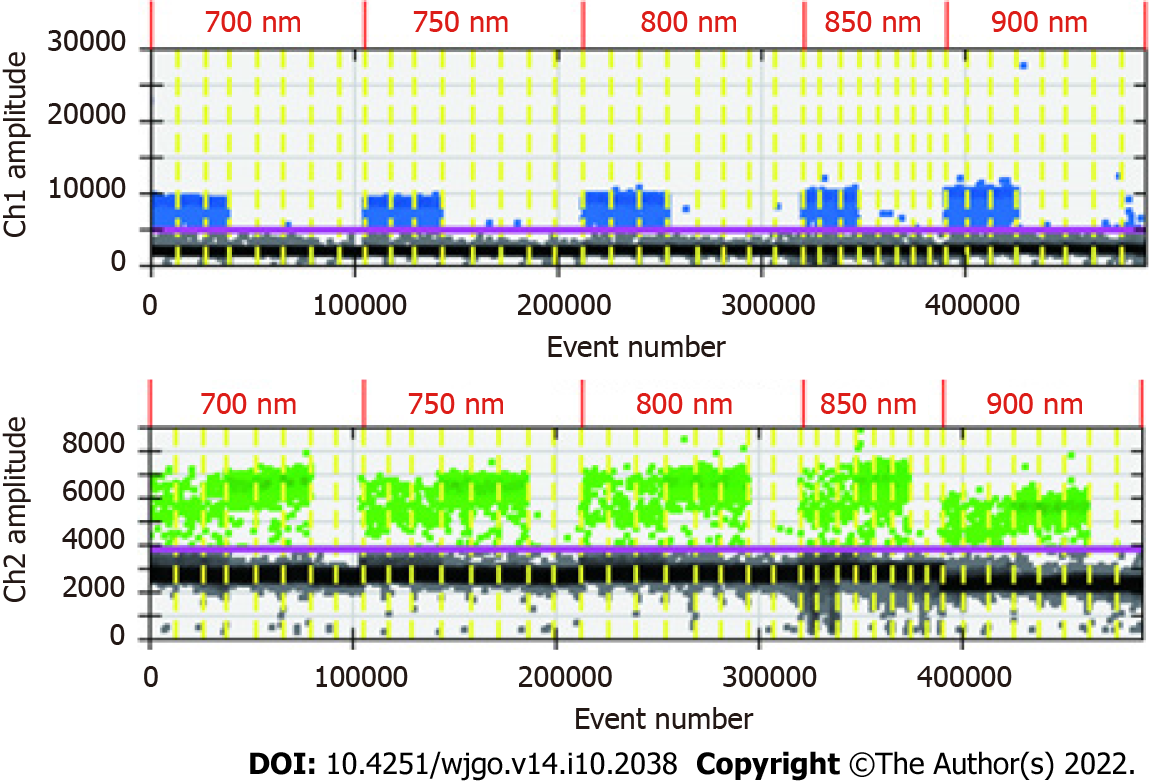 700 nm 750 nm 800 nm 850 nm 900 nm
30000
20000
10000
0
Ch1 amplitude
0 100000 200000 300000 400000
Event number
700 nm 750 nm 800 nm 850 nm 900 nm
8000
6000
4000
2000
0
Ch2 amplitude
0 100000 200000 300000 400000
Event number
DOI: 10.4251/wjgo.v14.i10.2038 Copyright ©The Author(s) 2022.